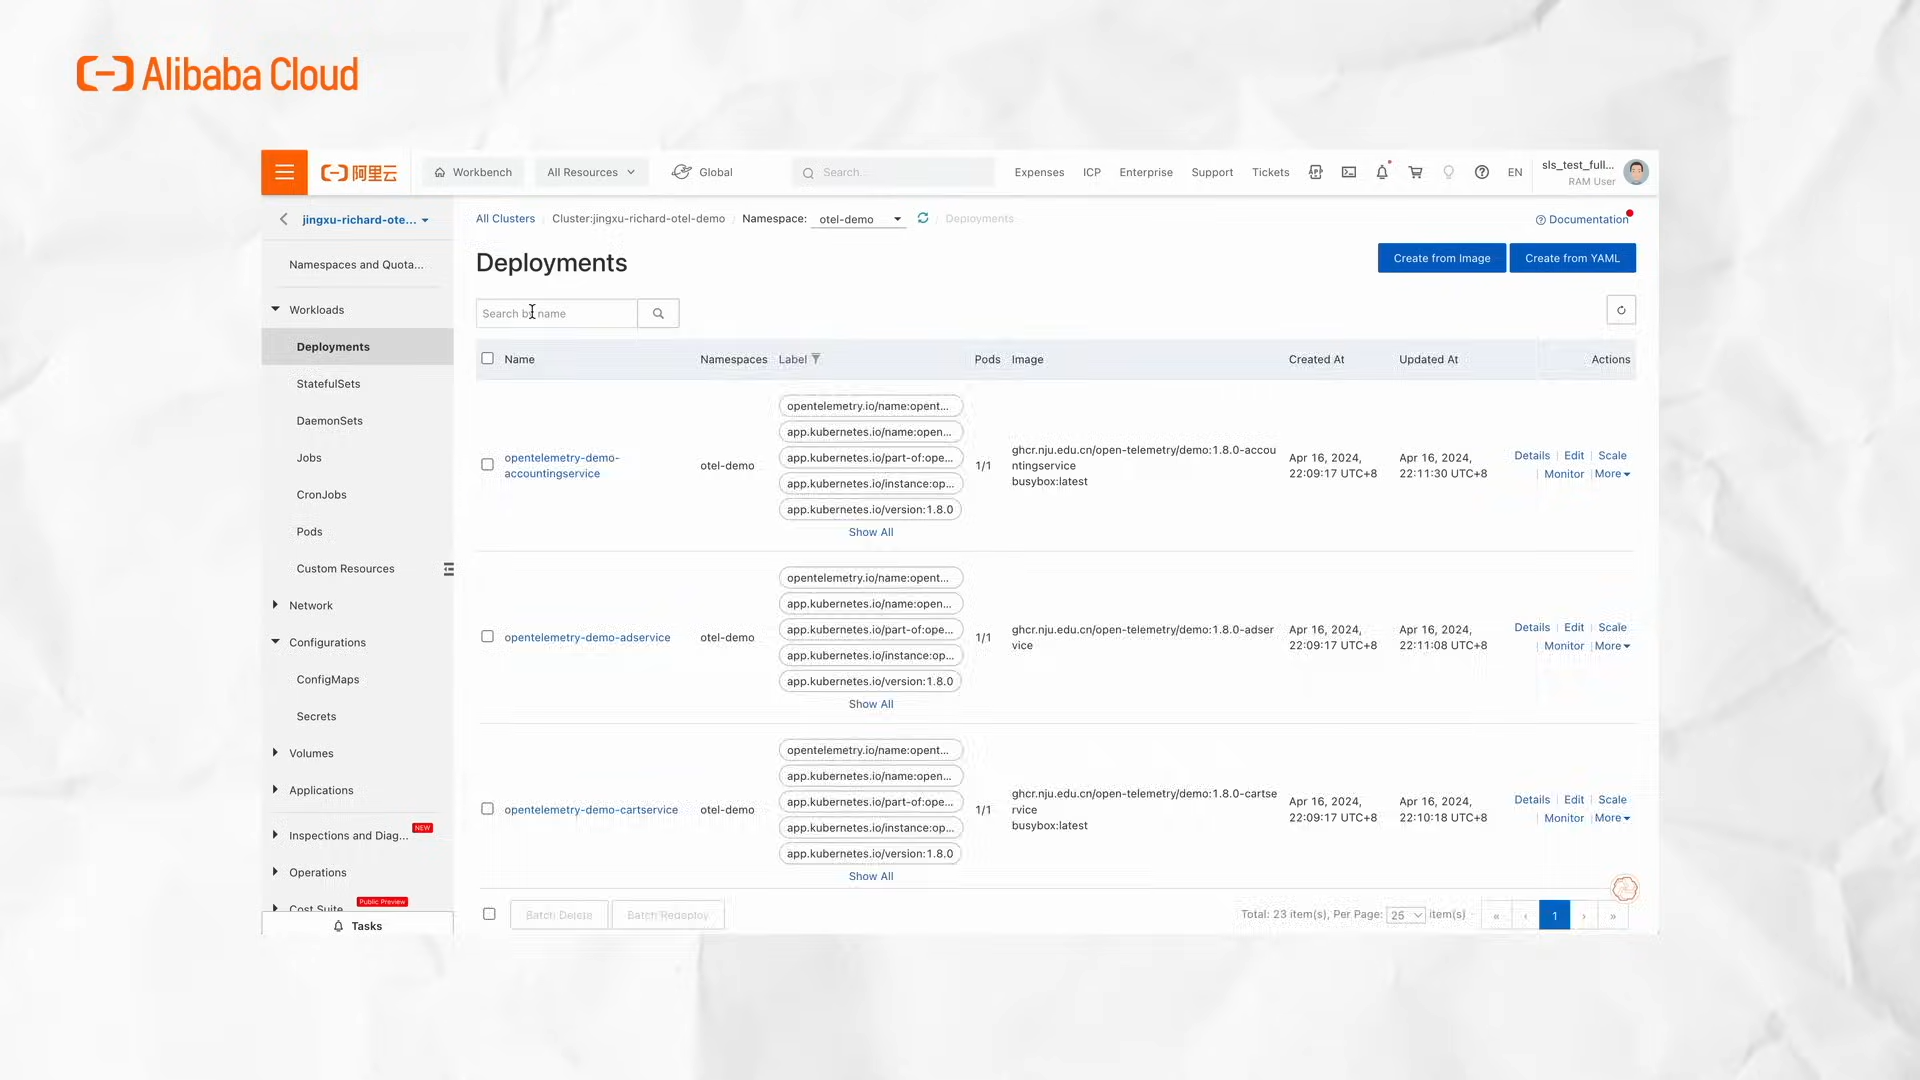 Alibaba Cloud
阿里云
Workbench
All Resources
Global
Search...
Expenses
ICP
Enterprise
Support
Tickets
EN
sls_test_full...
RAM User
jingxu-richard-ote...
All Clusters
Cluster:jingxu-richard-otel-demo
Namespace:
otel-demo
Deployments
Documentation
Namespaces and Quota...
Workloads
Deployments
StatefulSets
DaemonSets
Jobs
CronJobs
Pods
Custom Resources
Network
Configurations
ConfigMaps
Secrets
Volumes
Applications
Inspections and Diag...
NEW
Operations
Cost Suite
Public Preview
Tasks
Deployments
Create from Image
Create from YAML
Search by name
Name
Namespaces
Label
Pods
Image
Created At
Updated At
Actions
opentelemetry-demo-
accountingservice
otel-demo
opentelemetry.io/name:opent...
app.kubernetes.io/name:open...
app.kubernetes.io/part-of:ope...
app.kubernetes.io/instance:op...
app.kubernetes.io/version:1.8.0
Show All
1/1
ghcr.nju.edu.cn/open-telemetry/demo:1.8.0-accou
ntingservice
busybox:latest
Apr 16, 2024,
22:09:17 UTC+8
Apr 16, 2024,
22:11:30 UTC+8
Details | Edit | Scale
| Monitor | More
opentelemetry-demo-adservice
otel-demo
opentelemetry.io/name:opent...
app.kubernetes.io/name:open...
app.kubernetes.io/part-of:ope...
app.kubernetes.io/instance:op...
app.kubernetes.io/version:1.8.0
Show All
1/1
ghcr.nju.edu.cn/open-telemetry/demo:1.8.0-adser
vice
Apr 16, 2024,
22:09:17 UTC+8
Apr 16, 2024,
22:11:08 UTC+8
Details | Edit | Scale
| Monitor | More
opentelemetry-demo-cartservice
otel-demo
opentelemetry.io/name:opent...
app.kubernetes.io/name:open...
app.kubernetes.io/part-of:ope...
app.kubernetes.io/instance:op...
app.kubernetes.io/version:1.8.0
Show All
1/1
ghcr.nju.edu.cn/open-telemetry/demo:1.8.0-cartse
rvice
busybox:latest
Apr 16, 2024,
22:09:17 UTC+8
Apr 16, 2024,
22:10:18 UTC+8
Details | Edit | Scale
| Monitor | More
Batch Delete
Batch Redeploy
Total: 23 item(s), Per Page: 25 item(s)
« ‹ 1 › »